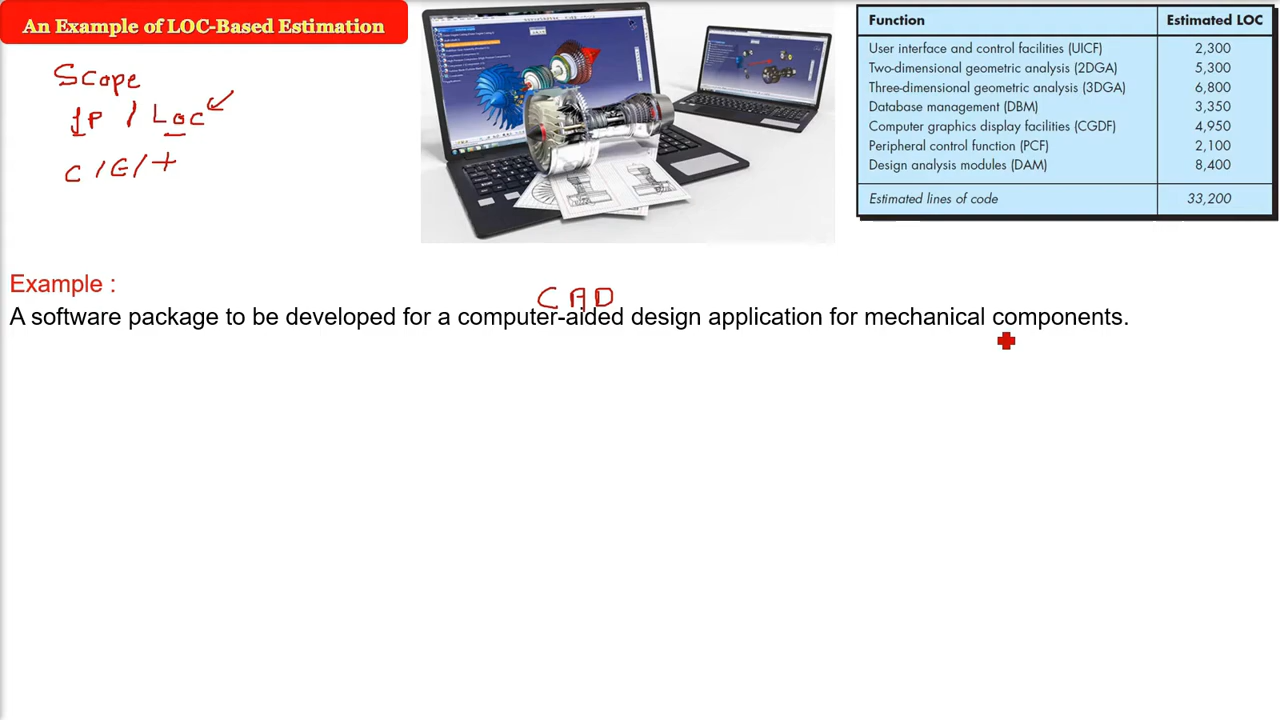 An Example of LOC-Based Estimation
Scope
FP / LOC
C / E / T
Function Estimated LOC
User interface and control facilities (UICF) 2,300
Two-dimensional geometric analysis (2DGA) 5,300
Three-dimensional geometric analysis (3DGA) 6,800
Database management (DBM) 3,350
Computer graphics display facilities (CGDF) 4,950
Peripheral control function (PCF) 2,100
Design analysis modules (DAM) 8,400
Estimated lines of code 33,200
Example :
CAD
A software package to be developed for a computer-aided design application for mechanical components.